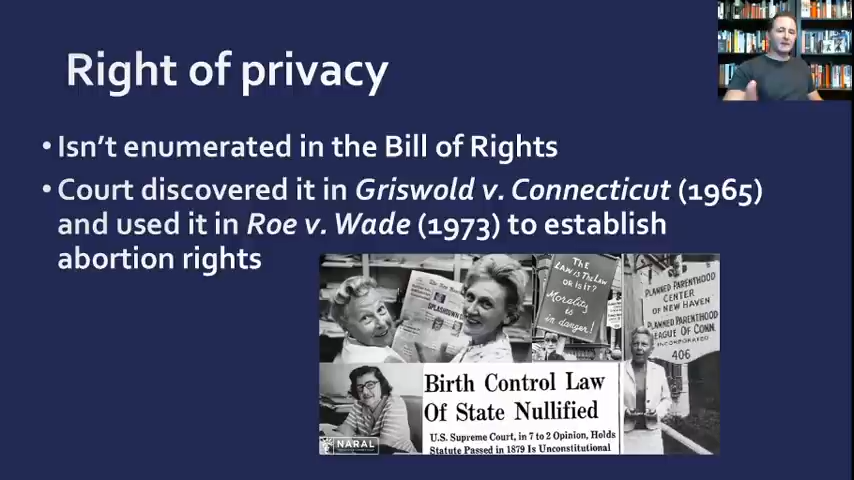 Right of privacy
• Isn't enumerated in the Bill of Rights
• Court discovered it in Griswold v. Connecticut (1965)
and used it in Roe v. Wade (1973) to establish
abortion rights
SPLASHDOWN
The
Law is The Law
or is it?
Morality
is
in danger!
PLANNED PARENTHOOD
CENTER
OF NEW HAVEN
PLANNED PARENTHOOD
LEAGUE OF CONN.
INCORPORATED
406
Birth Control Law
Of State Nullified
U.S. Supreme Court, in 7 to 2 Opinion, Holds
Statute Passed in 1879 Is Unconstitutional
NARAL